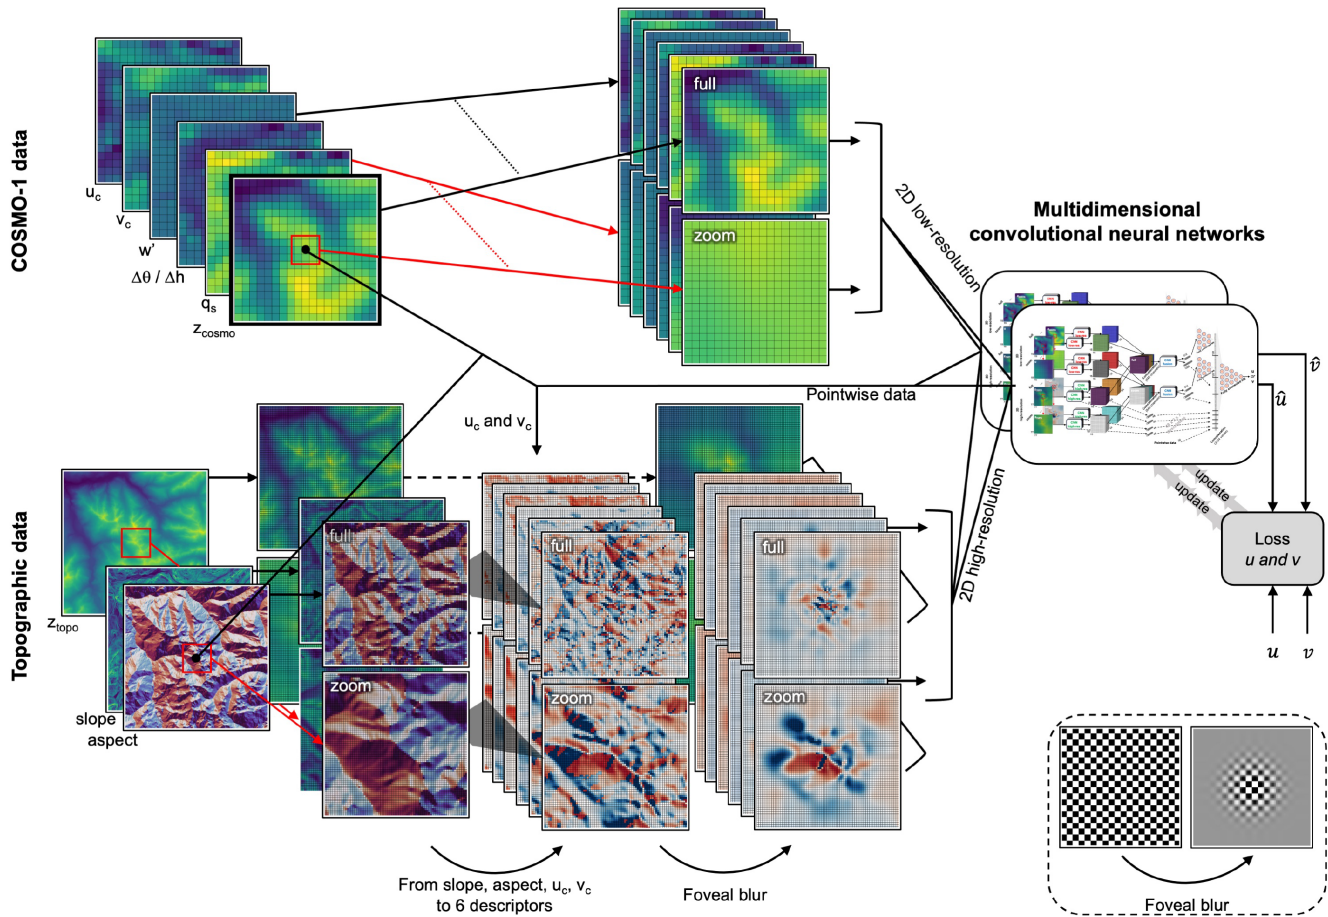 COSMO-1 data
u_c
v_c
w'
Δθ / Δh
q_s
z_cosmo
full
zoom
2D low-resolution
Multidimensional
convolutional neural networks
Pointwise data
Pointwise data
û
v̂
update
update
Loss
u and v
u
v
Topographic data
z_topo
slope
aspect
u_c and v_c
full
zoom
full
zoom
full
zoom
2D high-resolution
From slope, aspect, u_c, v_c
to 6 descriptors
Foveal blur
Foveal blur